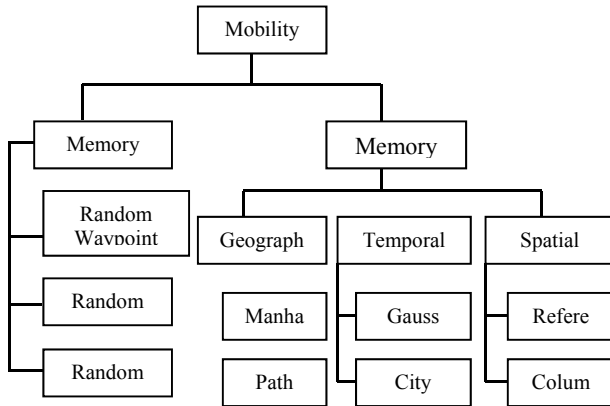 Mobility
Memory
Memory
Random
Waypoint
Geograph
Temporal
Spatial
Random
Manha
Gauss
Refere
Random
Path
City
Colum